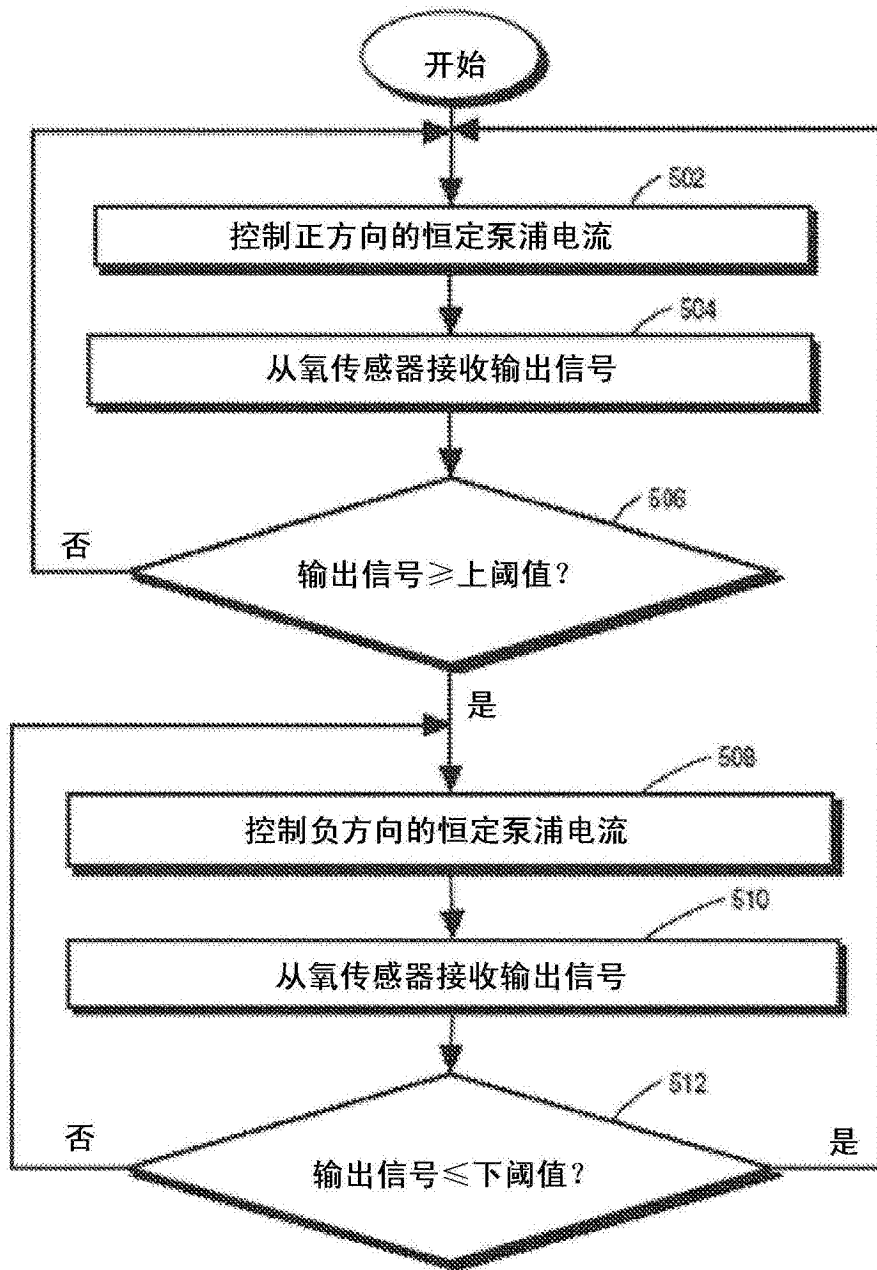 开始
502
控制正方向的恒定泵浦电流
504
从氧传感器接收输出信号
506
否
输出信号≥上阈值?
是
508
控制负方向的恒定泵浦电流
510
从氧传感器接收输出信号
512
否
是
输出信号≤下阈值?